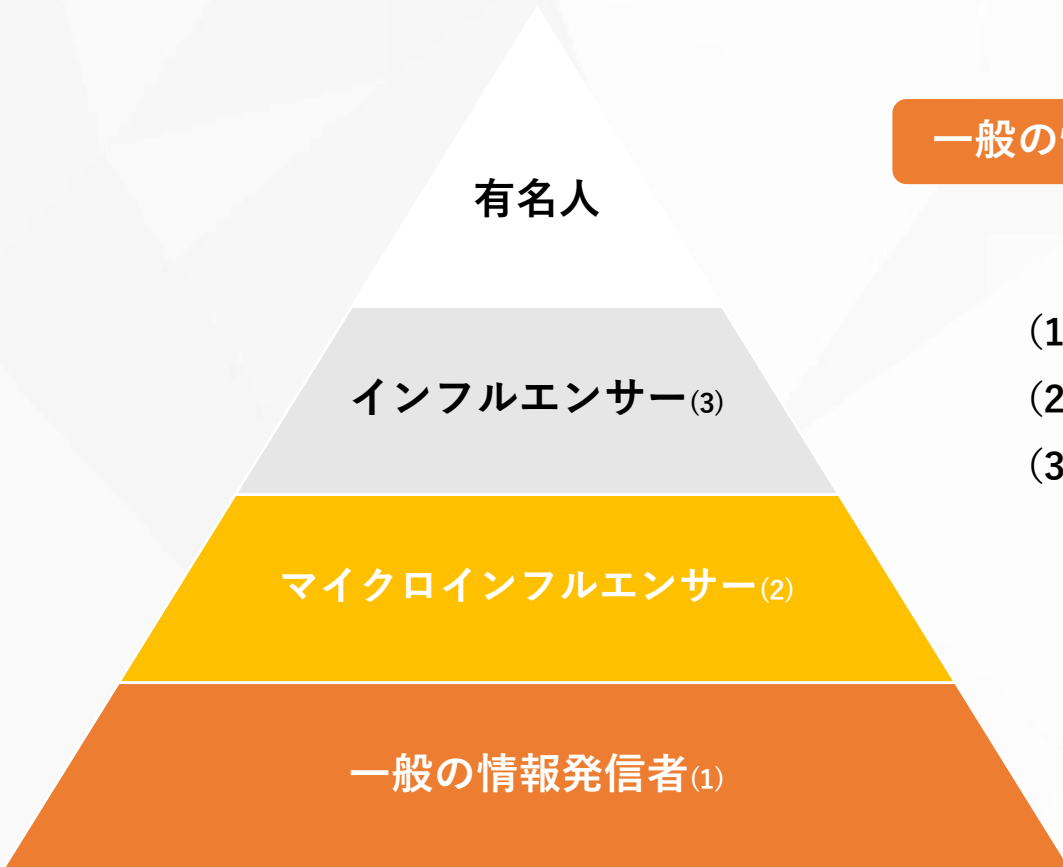 有名人
インフルエンサー(3)
マイクロインフルエンサー(2)
一般の情報発信者(1)
一般の
(1
(2
(3